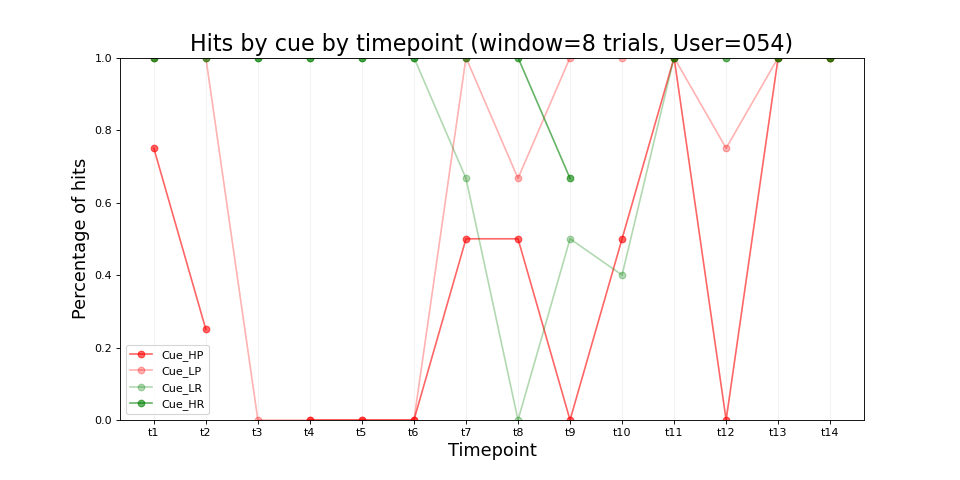 Hits by cue by timepoint (window=8 trials, User=054)
Percentage of hits
1.0
0.8
0.6
0.4
0.2
0.0
Cue_HP
Cue_LP
Cue_LR
Cue_HR
t1 t2 t3 t4 t5 t6 t7 t8 t9 t10 t11 t12 t13 t14
Timepoint